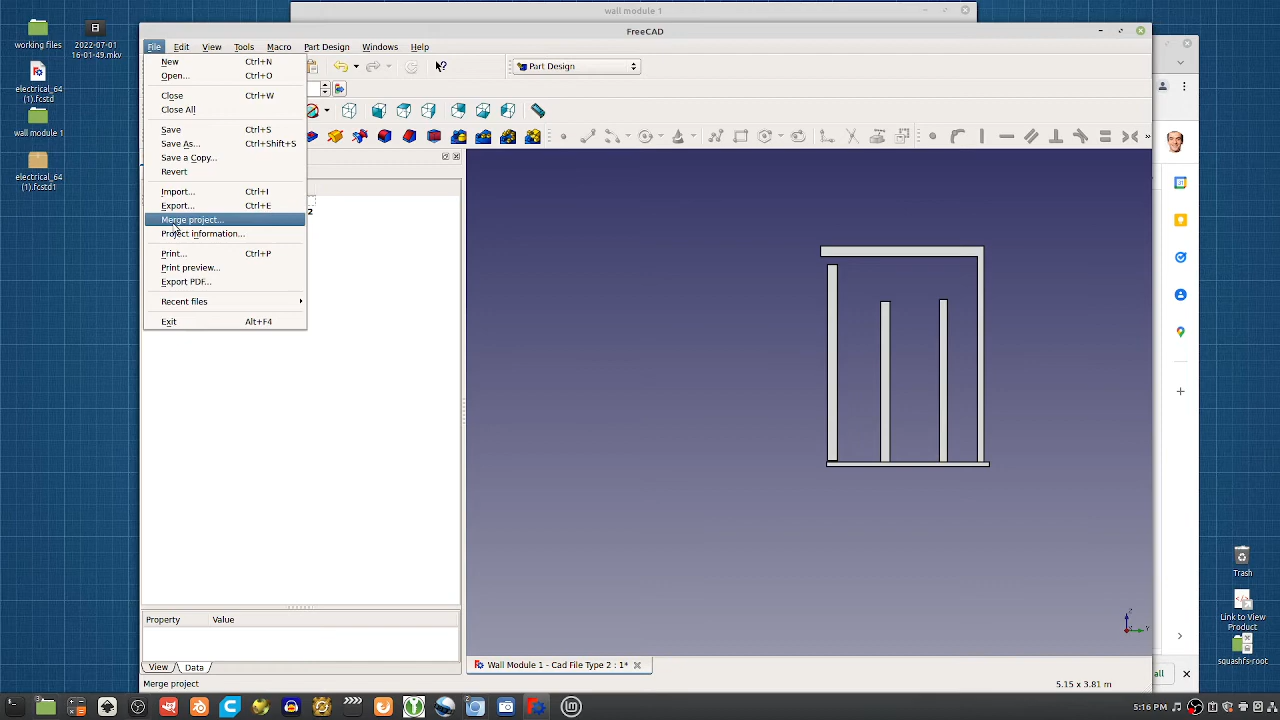 wall module 1
FreeCAD
File Edit View Tools Macro Part Design Windows Help
working files
2022-07-01
16-01-49.mkv
electrical_64
(1).fcstd
wall module 1
electrical_64
(1).fcstd1
New Ctrl+N
Open... Ctrl+O
Close Ctrl+W
Close All
Save Ctrl+S
Save As... Ctrl+Shift+S
Save a Copy...
Revert
Import... Ctrl+I
Export... Ctrl+E
Merge project...
Project information...
Print... Ctrl+P
Print preview...
Export PDF...
Recent files
Exit Alt+F4
Part Design
2
Property Value
View Data
Wall Module 1 - Cad File Type 2 : 1*
Merge project
5.15 x 3.81 m
Z
Y
Trash
Link to View
Product
squashfs-root
all
5:16 PM